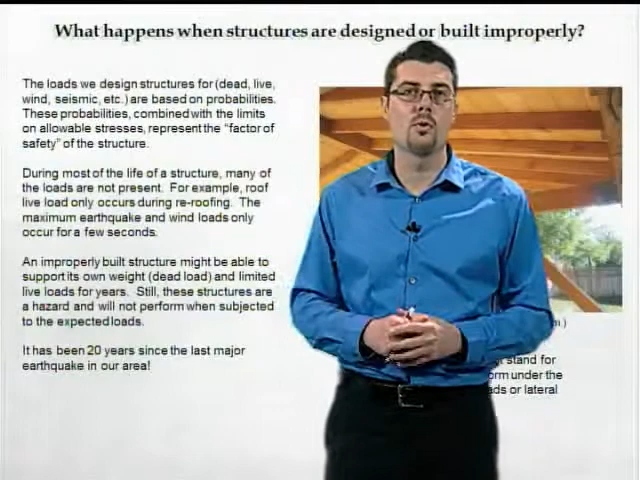 What happens when structures are designed or built improperly?
The loads we design structures for (dead, live,
wind, seismic, etc.) are based on probabilities.
These probabilities, combined with the limits
on allowable stresses, represent the “factor of
safety” of the structure.
During most of the life of a structure, many of
the loads are not present. For example, roof
live load only occurs during re-roofing. The
maximum earthquake and wind loads only
occur for a few seconds.
An improperly built structure might be able to
support its own weight (dead load) and limited
live loads for years. Still, these structures are
a hazard and will not perform when subjected
to the expected loads.
It has been 20 years since the last major
earthquake in our area!
stand for
under the
or lateral